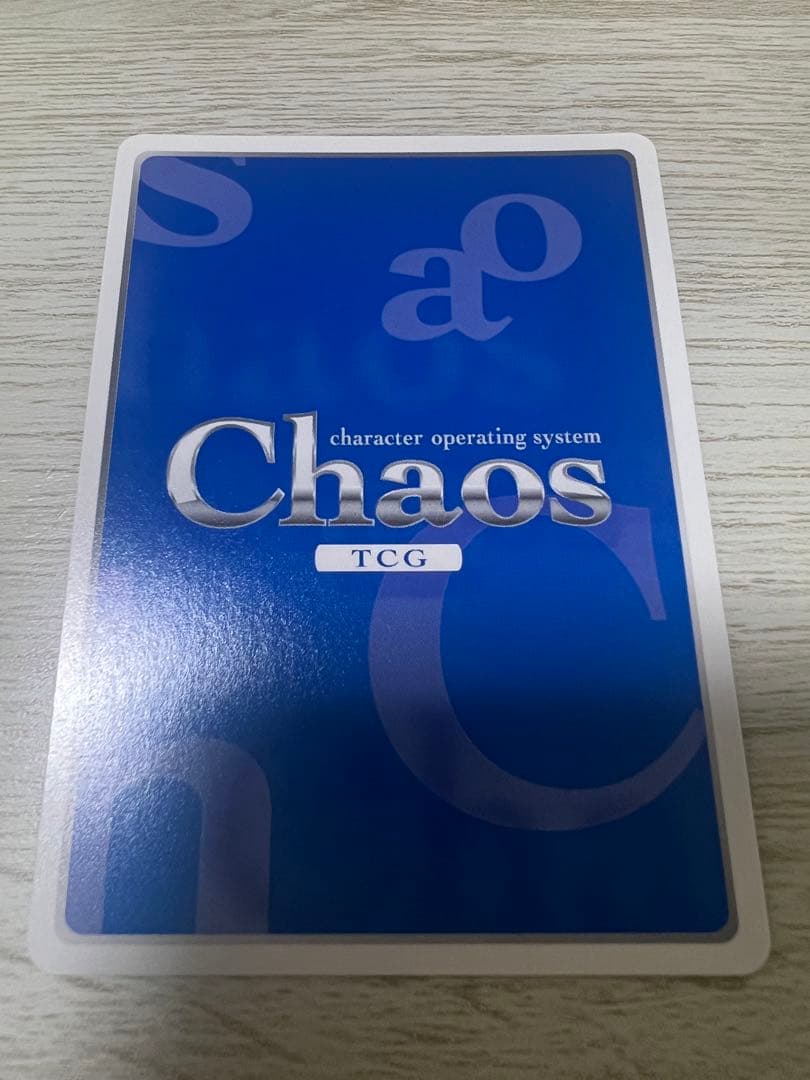 s
o
a
character operating system
Chaos
TCG
C
h